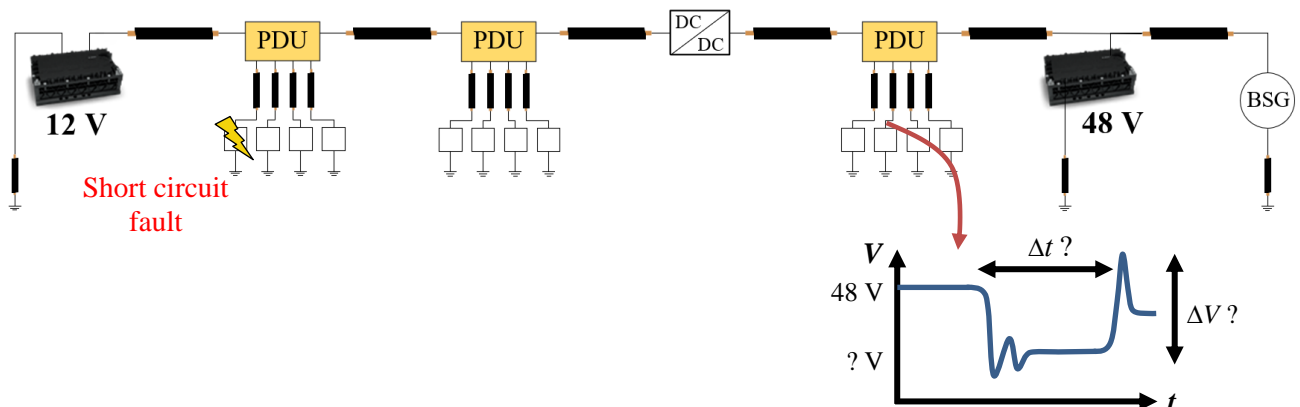 PDU
PDU
DC
DC
PDU
12 V
48 V
BSG
Short circuit
fault
V
Δt ?
48 V
ΔV ?
? V
t